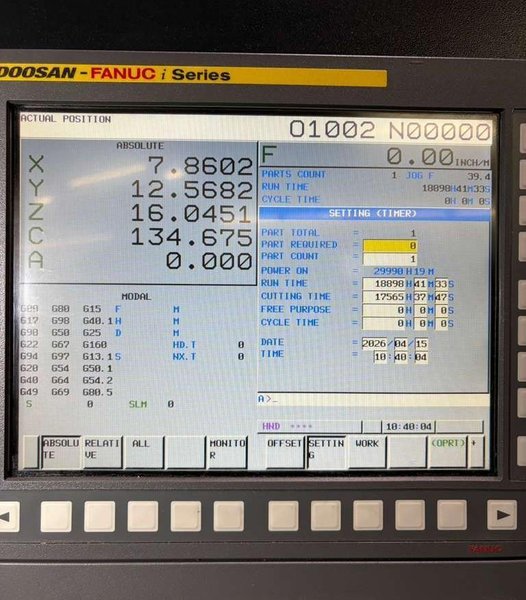 DOOSAN-FANUC i Series
ACTUAL POSITION
O1002 N00000
ABSOLUTE
X 7.8602
Y 12.5682
Z 16.0451
C 134.675
A 0.000
F 0.00 INCH/M
PARTS COUNT 1 JOG F 39.4
RUN TIME 18898H41M33S
CYCLE TIME 0H 0M 0S
SETTING (TIMER)
PART TOTAL = 1
PART REQUIRED = 0
PART COUNT = 1
POWER ON = 29990H19M
RUN TIME = 18898H41M33S
CUTTING TIME = 17565H37M47S
FREE PURPOSE = 0H 0M 0S
CYCLE TIME = 0H 0M 0S
DATE = 2026/04/15
TIME = 10:40:04
MODAL
G80 G15 F M
G17 G98 G40.1 H M
G90 G50 G25 D M
G22 G67 G160 HD.T 0
G94 G97 G13.1 S NX.T 0
G20 G54 G50.1
G40 G64 G54.2
G49 G69 G80.5
S 0 SLM 0
A>_
HND **** 10:40:04
ABSOLUTE RELATIVE ALL MONITOR OFFSET SETTING WORK (OPRT) +
FANUC